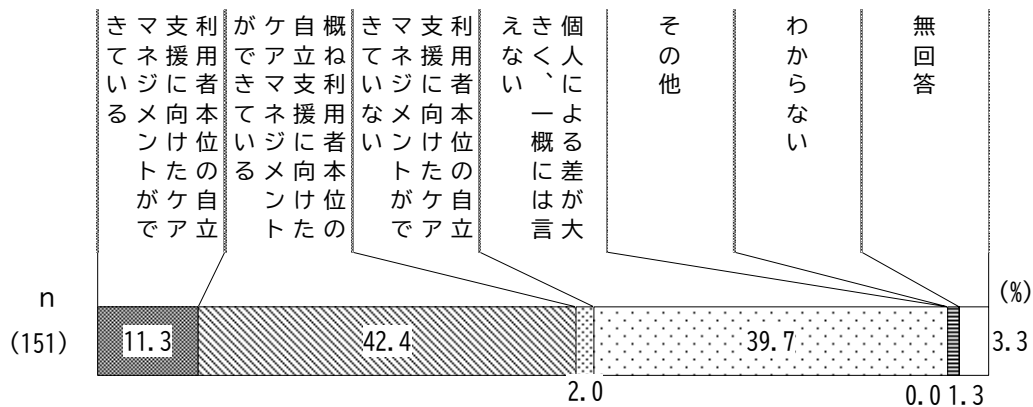 利用者本位の自立
支援に向けたケア
マネジメントがで
きている
概ね利用者本位の
自立支援に向けた
ケアマネジメント
ができている
利用者本位の自立
支援に向けたケア
マネジメントがで
きていない
個人による差が大
きく、一概には言
えない
その他
わからない
無回答
n
(%)
(151)
11.3
42.4
39.7
3.3
2.0
0.0
1.3